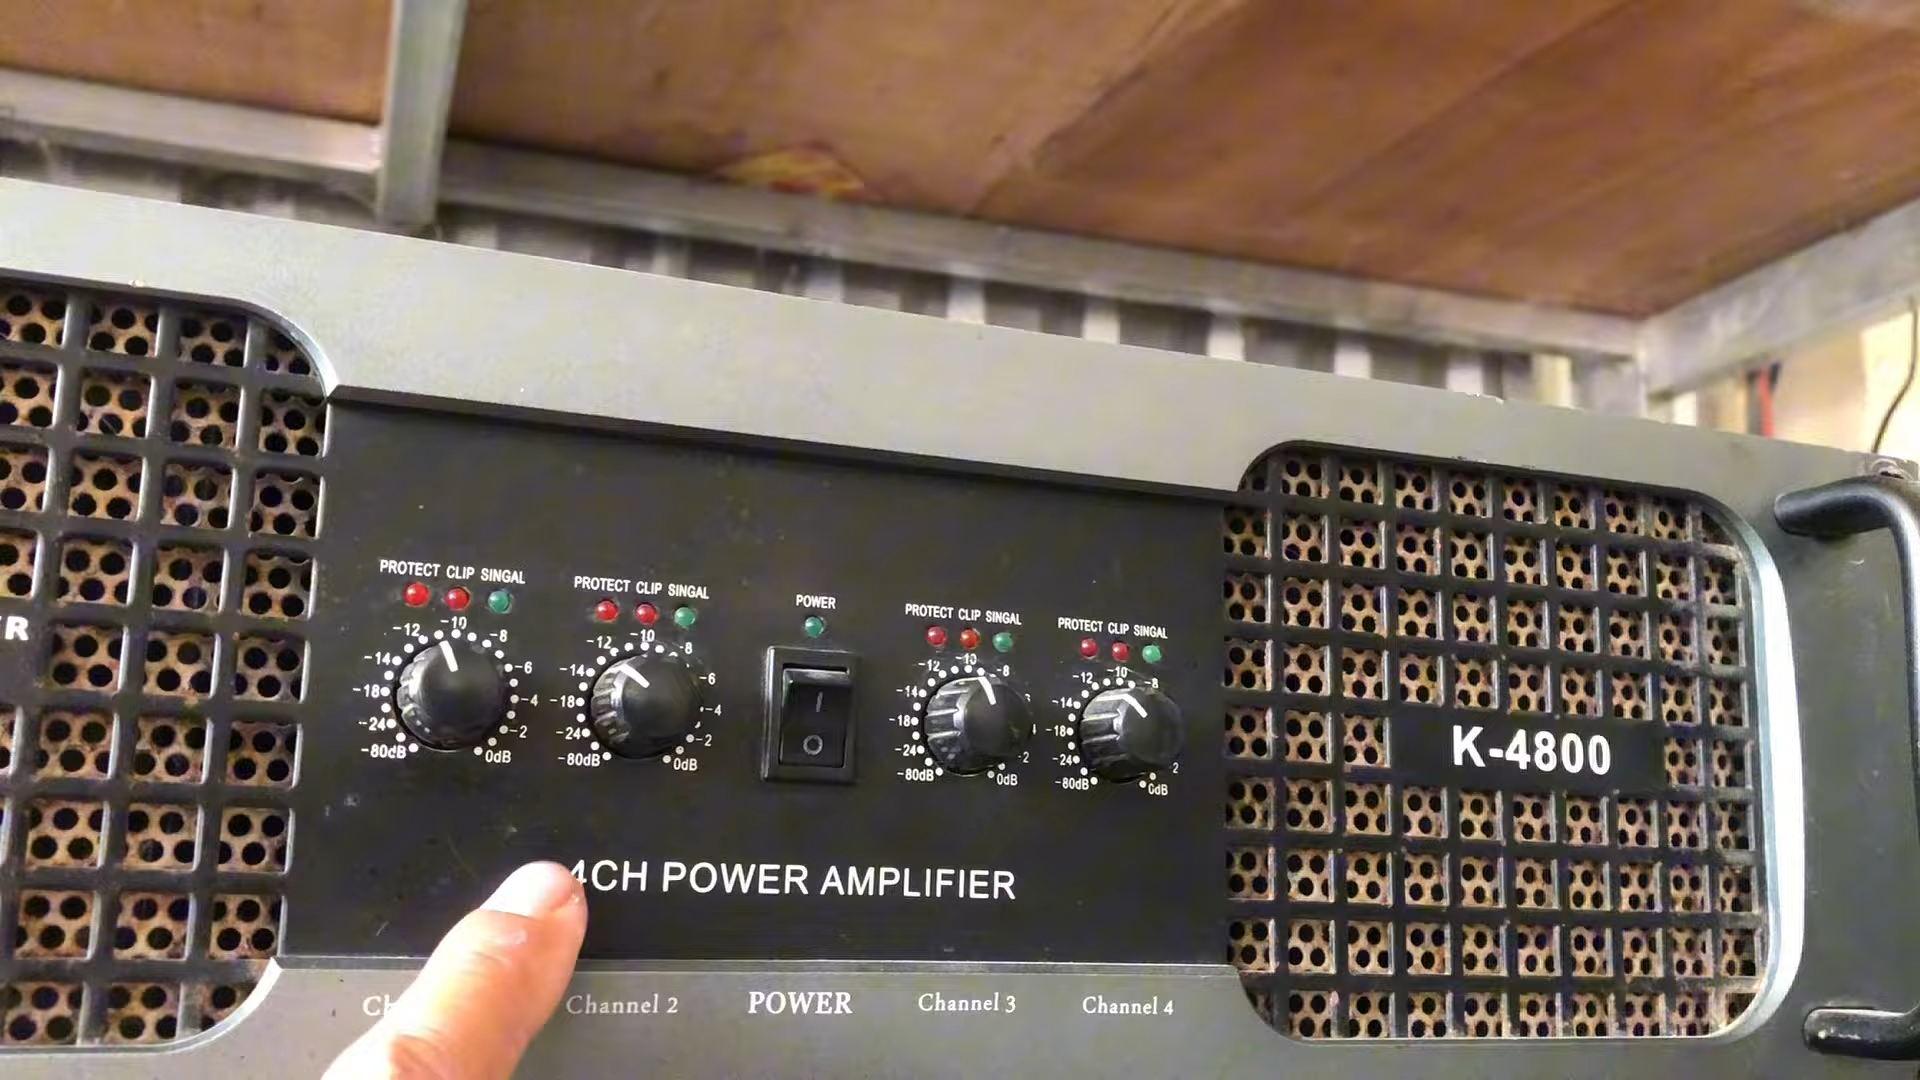 ER
PROTECT CLIP SINGAL
-80dB -24 -18 -14 -12 -10 -8 -6 -4 -2 0dB
PROTECT CLIP SINGAL
-80dB -24 -18 -14 -12 -10 -8 -6 -4 -2 0dB
POWER
I
O
PROTECT CLIP SINGAL
-80dB -24 -18 -14 -12 -10 -8 -2 0dB
PROTECT CLIP SINGAL
-80dB -24 -18 -14 -12 -10 -8 2 0dB
K-4800
4CH POWER AMPLIFIER
Channel 2
POWER
Channel 3
Channel 4